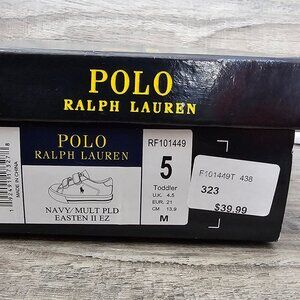 POLO
RALPH LAUREN
POLO
RALPH LAUREN
NAVY/MULT PLD
EASTEN II EZ
MADE IN CHINA
RF101449
5
Toddler
U.K. 4.5
EUR. 21
CM 13.9
M
F101449T 438
323
$39.99